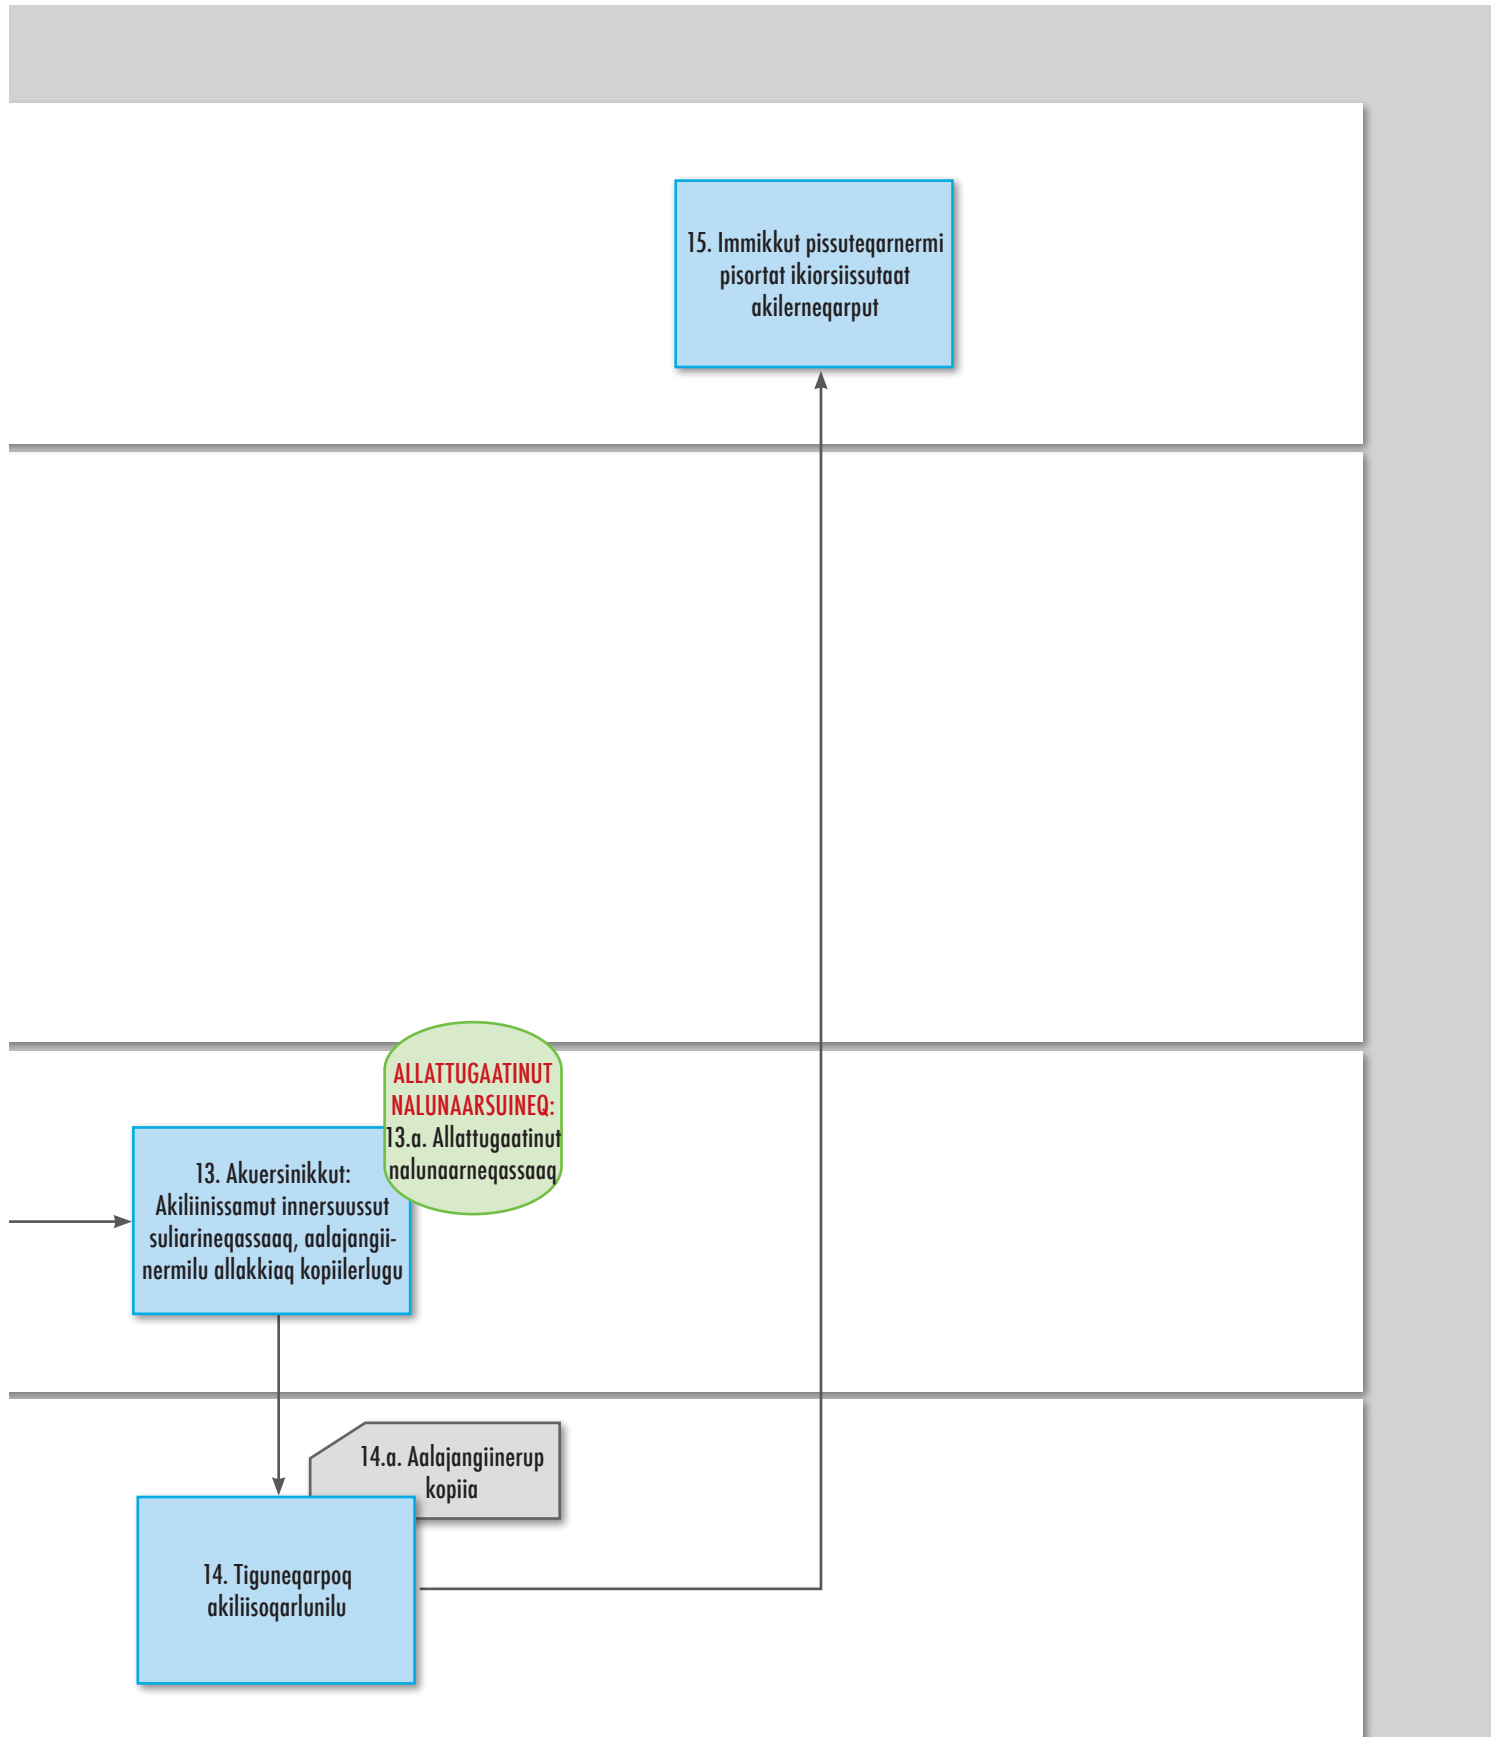 15. Immikkut pissuteqarnermi
pisortat ikiorsiissutaat
akilerneqarput
ALLATTUGAATINUT
NALUNAARSUINEQ:
13.a. Allattugaatinut
nalunaarneqassaaq
13. Akuersinikkut:
Akiliinissamut innersuussut
suliarineqassaaq, aalajangii-
nermilu allakkiaq kopiilerlugu
14.a. Aalajangiinerup
kopiia
14. Tiguneqarpoq
akiliisoqarlunilu